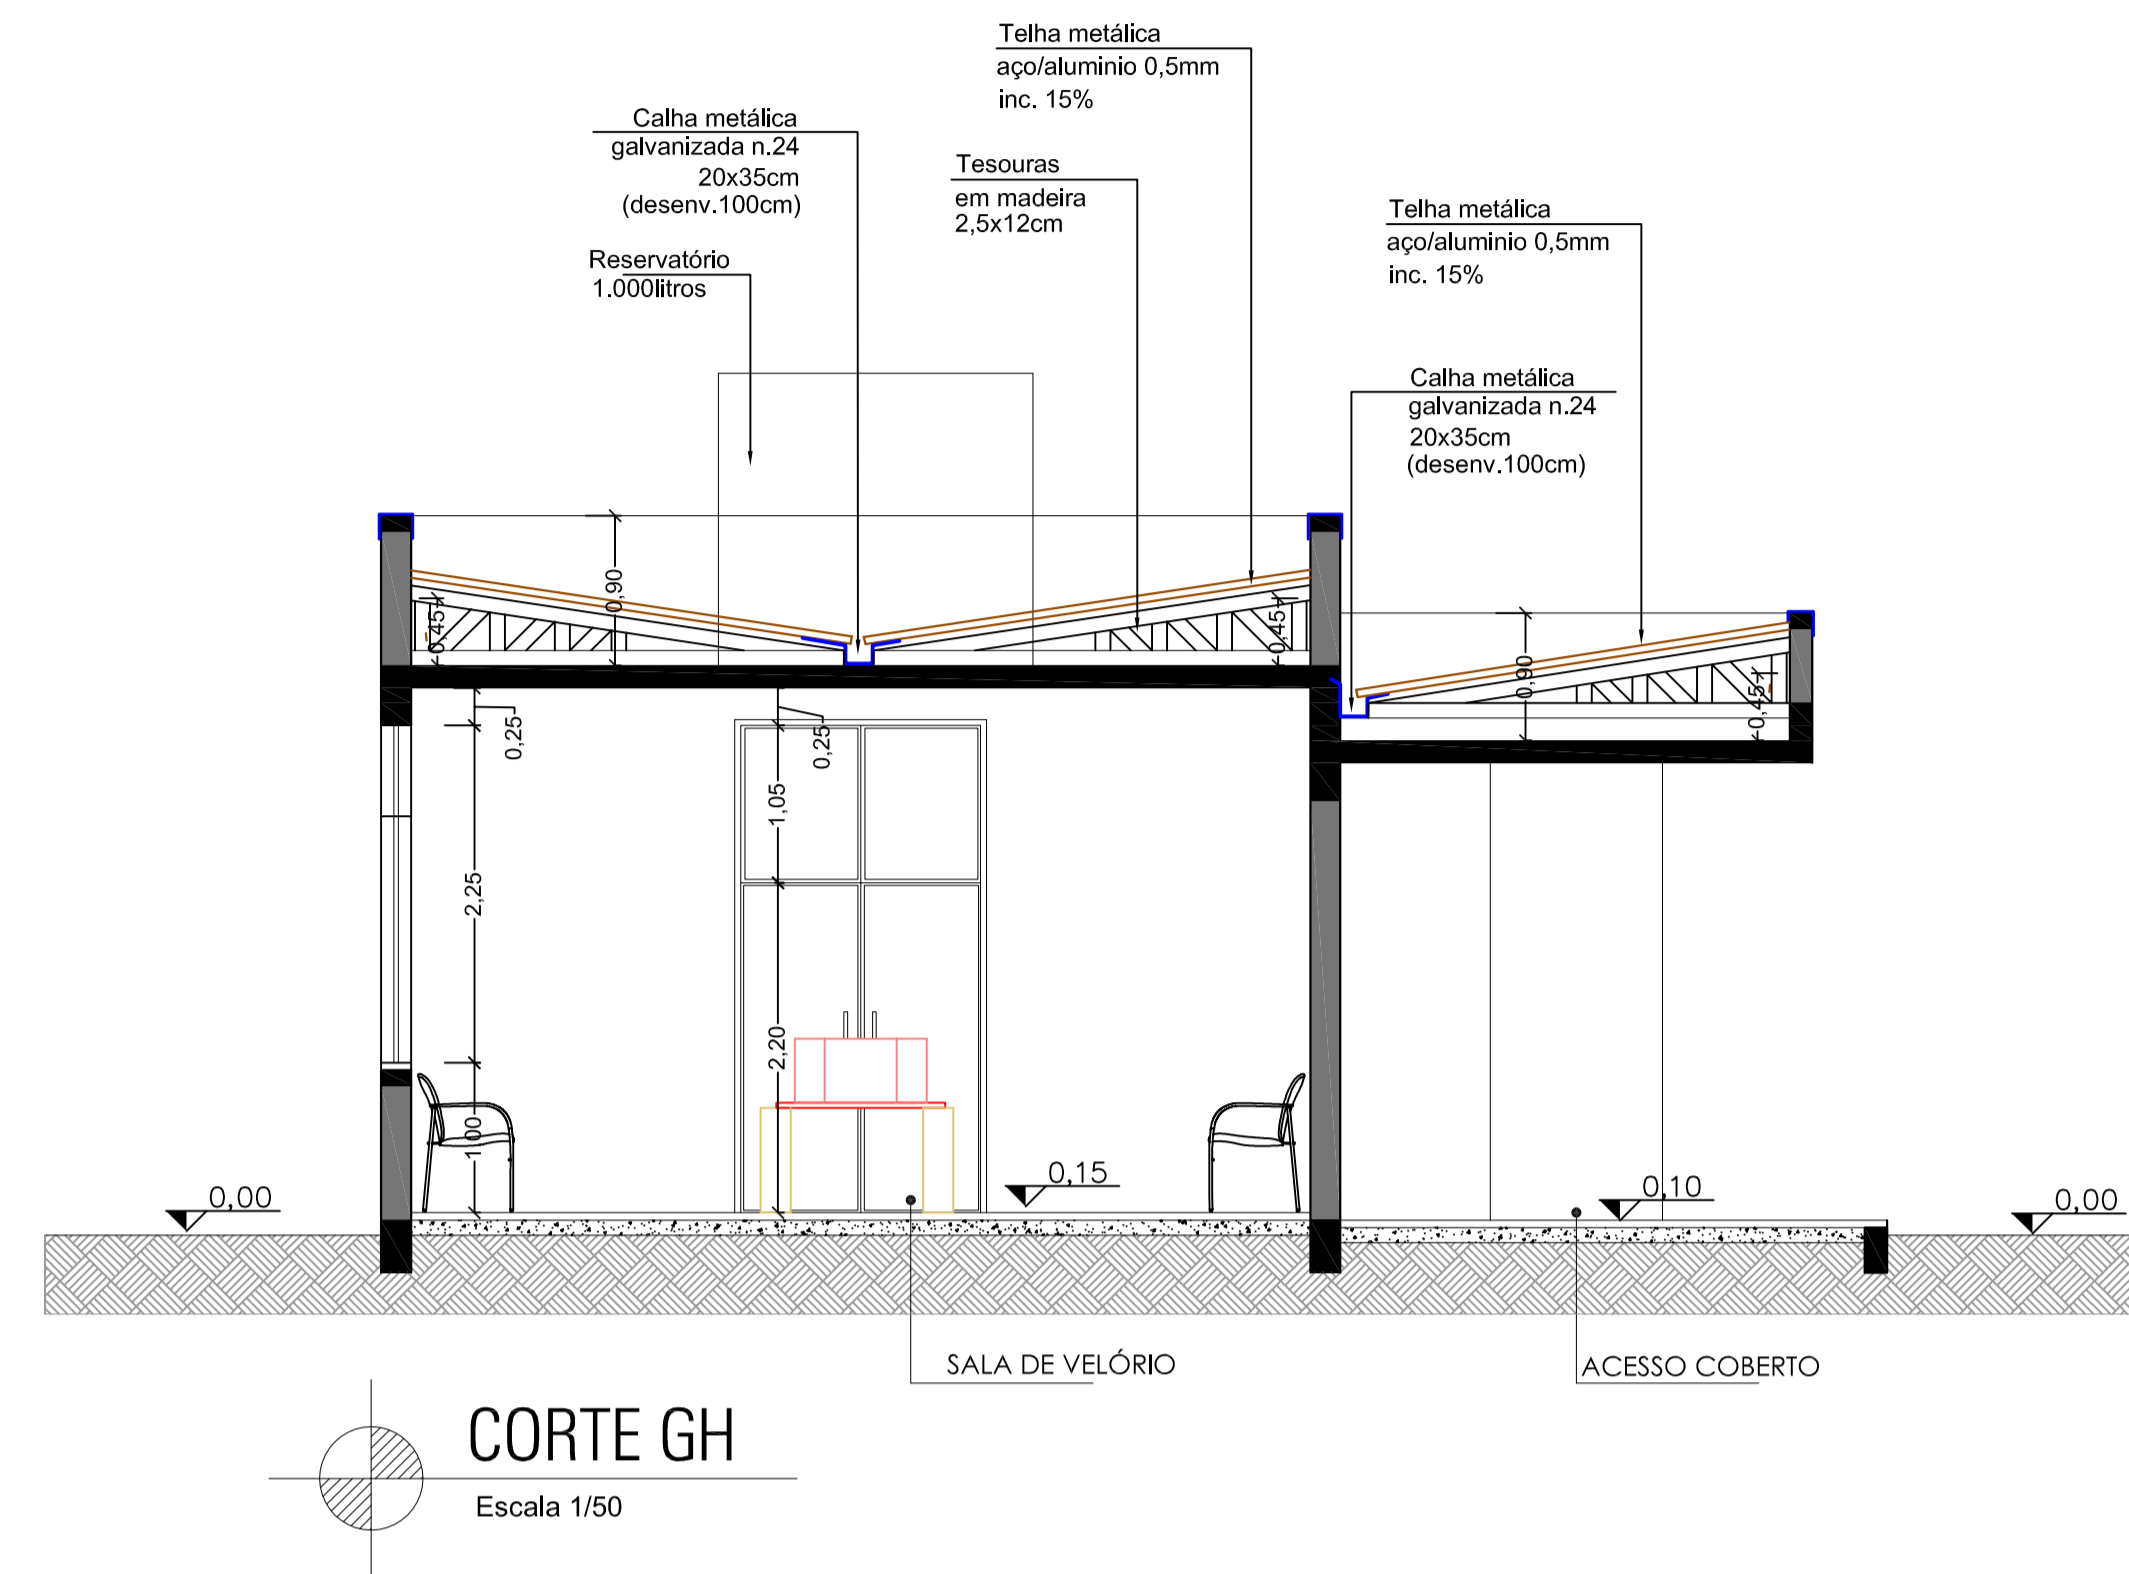 Telha metálica
aço/aluminio 0,5mm
inc. 15%
Calha metálica
galvanizada n.24
20x35cm
(desenv.100cm)
Tesouras
em madeira
2,5x12cm
Telha metálica
aço/aluminio 0,5mm
inc. 15%
Reservatório
1.000litros
Calha metálica
galvanizada n.24
20x35cm
(desenv.100cm)
0,90
0,45
0,45
0,90
0,45
0,25
0,25
1,05
2,25
2,20
1,00
0,00
0,15
0,10
0,00
SALA DE VELÓRIO
ACESSO COBERTO
CORTE GH
Escala 1/50